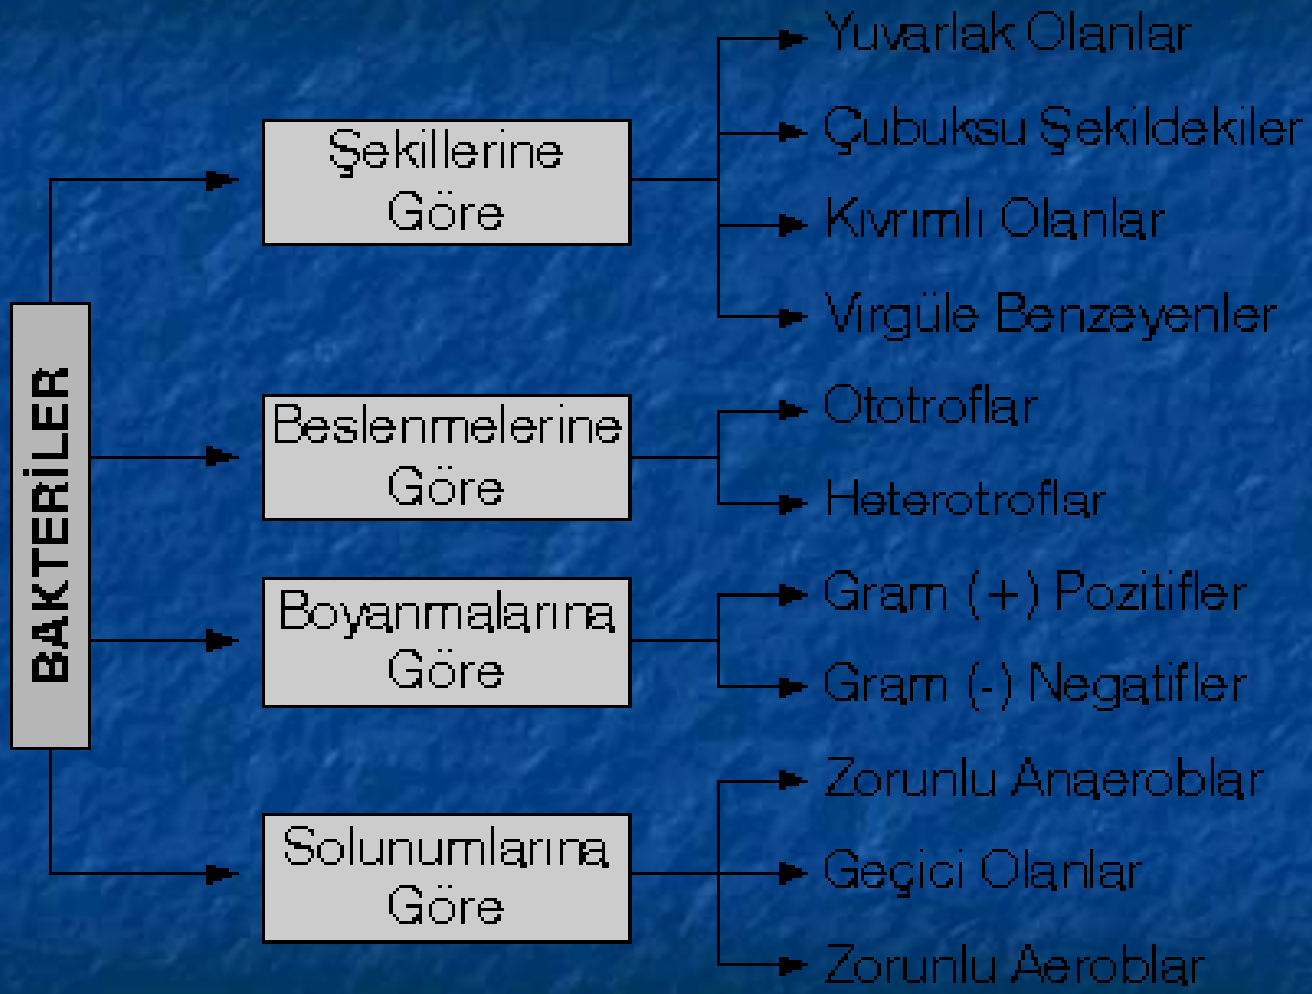 BAKTERİLER
Şekillerine
Göre
Yuvarlak Olanlar
Çubuksu Şekildekiler
Kıvrımlı Olanlar
Virgüle Benzeyenler
Beslenmelerine
Göre
Ototroflar
Heterotroflar
Boyanmalarına
Göre
Gram (+) Pozitifler
Gram (-) Negatifler
Solunumlarına
Göre
Zorunlu Anaeroblar
Geçici Olanlar
Zorunlu Aeroblar